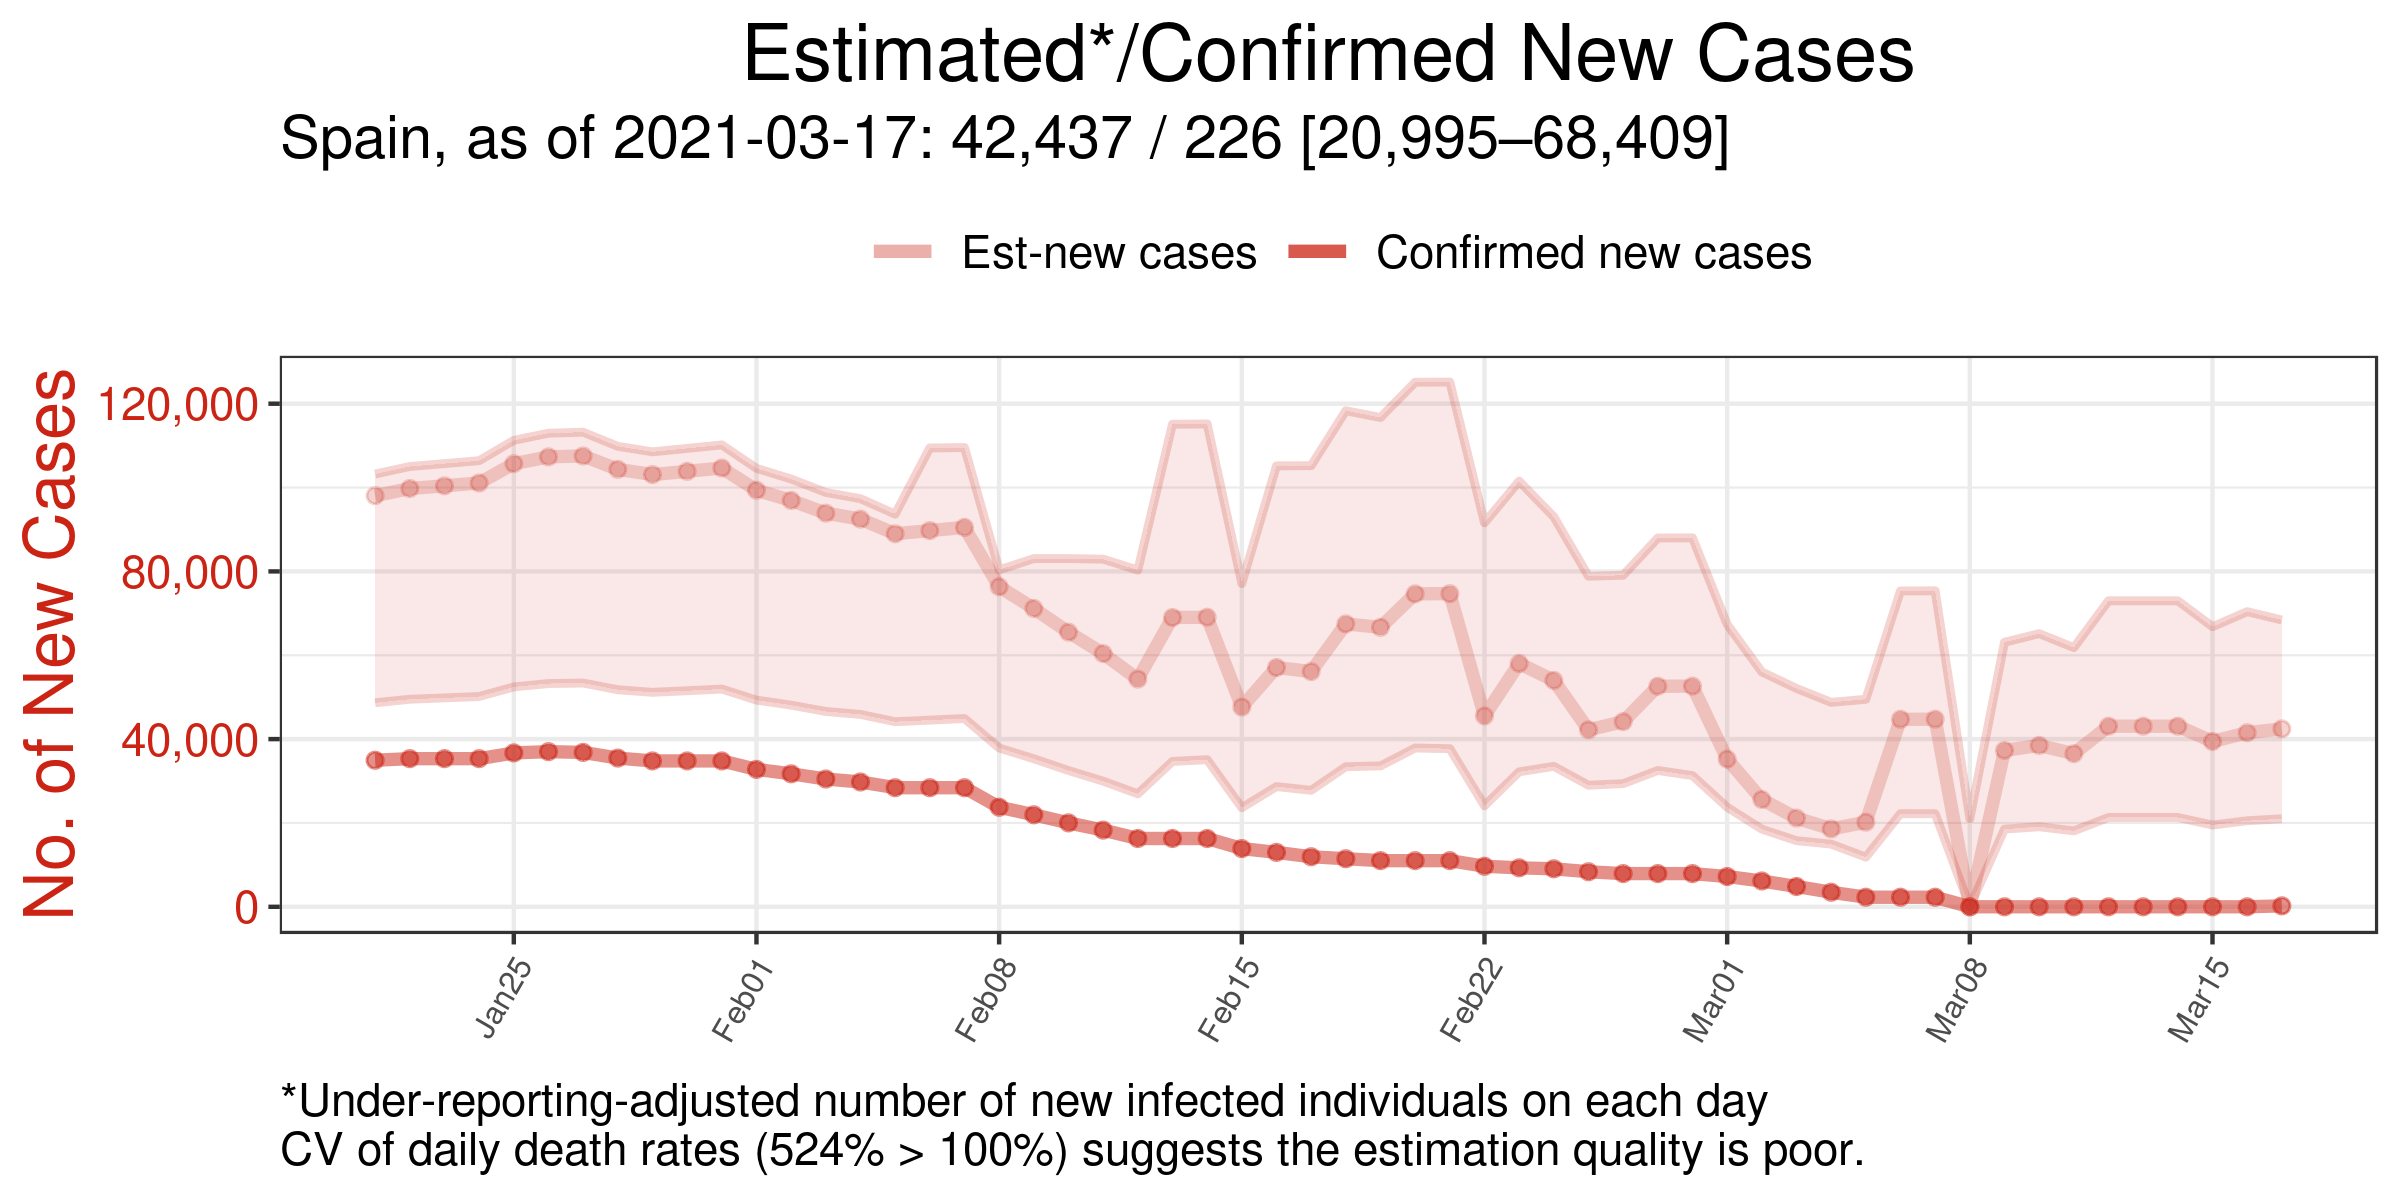 Estimated*/Confirmed New Cases
Spain, as of 2021-03-17: 42,437 / 226 [20,995–68,409]
Est-new cases Confirmed new cases
No. of New Cases
120,000
80,000
40,000
0
Jan25 Feb01 Feb08 Feb15 Feb22 Mar01 Mar08 Mar15
*Under-reporting-adjusted number of new infected individuals on each day
CV of daily death rates (524% > 100%) suggests the estimation quality is poor.